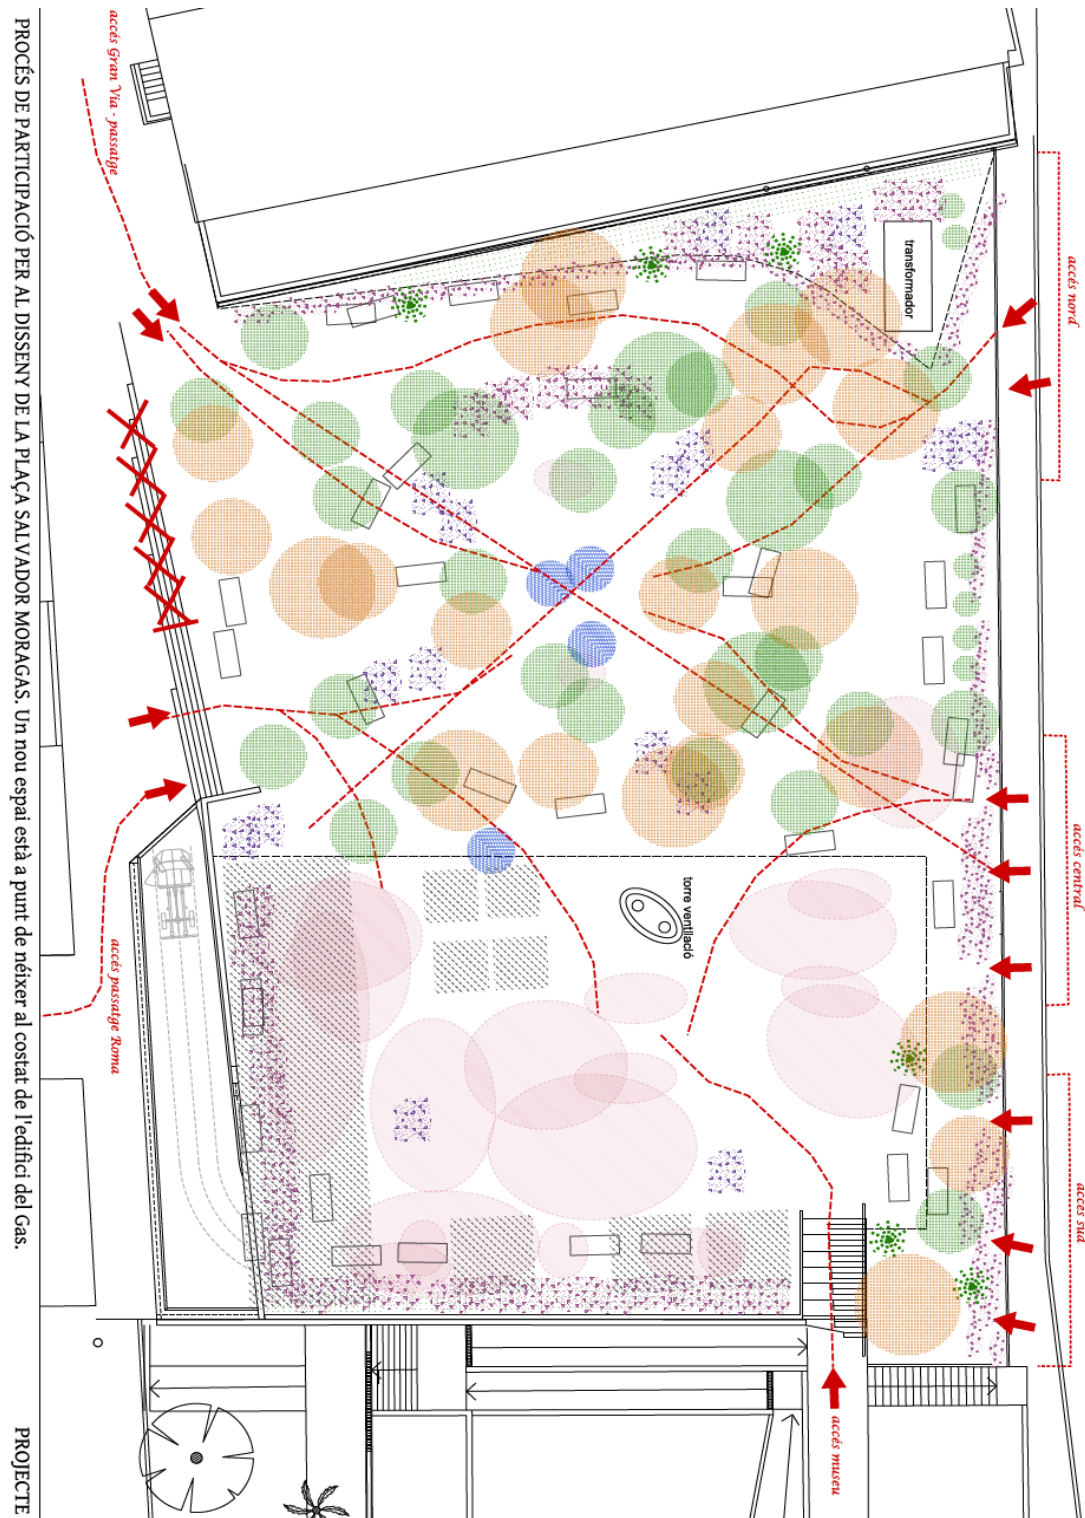 PROCÉS DE PARTICIPACIÓ PER AL DISSENY DE LA PLAÇA SALVADOR MORAGAS. Un nou espai està a punt de néixer al costat de l'edifici del Gas.
PROJECTE
accés Gran Via - passatge
accés passatge Roma
accés nord
accés central
accés sud
accés museu
transformador
torre ventilació